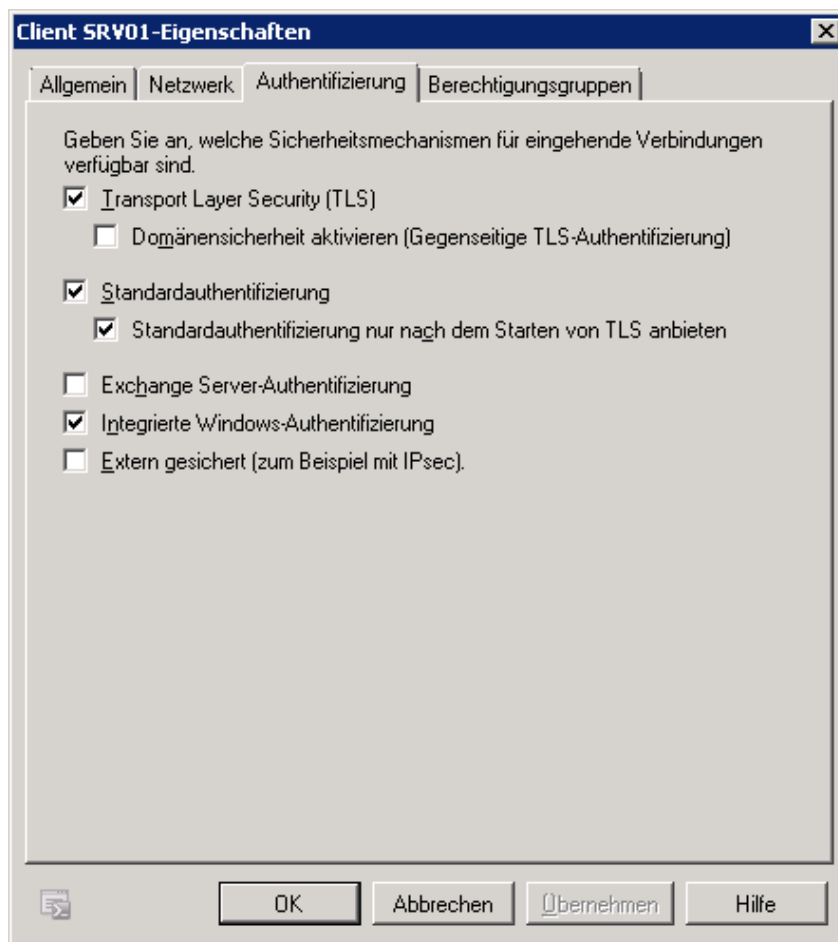 Client SRV01-Eigenschaften
Allgemein Netzwerk Authentifizierung Berechtigungsgruppen
Geben Sie an, welche Sicherheitsmechanismen für eingehende Verbindungen
verfügbar sind.
Transport Layer Security (TLS)
Domänensicherheit aktivieren (Gegenseitige TLS-Authentifizierung)
Standardauthentifizierung
Standardauthentifizierung nur nach dem Starten von TLS anbieten
Exchange Server-Authentifizierung
Integrierte Windows-Authentifizierung
Extern gesichert (zum Beispiel mit IPsec).
OK Abbrechen Übernehmen Hilfe